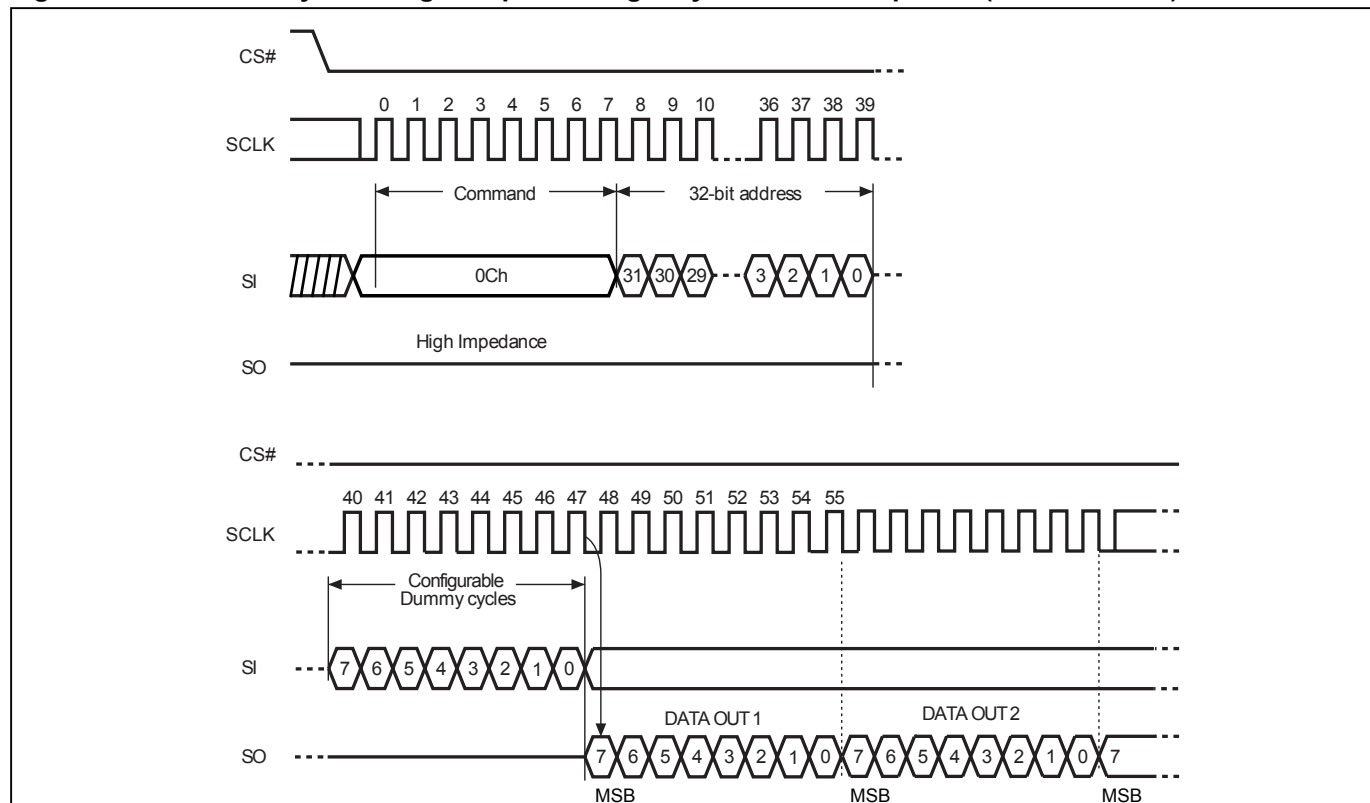 CS#
0 1 2 3 4 5 6 7 8 9 10 36 37 38 39
SCLK
Command 32-bit address
SI 0Ch 31 30 29 3 2 1 0
High Impedance
SO
CS#
40 41 42 43 44 45 46 47 48 49 50 51 52 53 54 55
SCLK
Configurable
Dummy cycles
SI 7 6 5 4 3 2 1 0
DATA OUT 1 DATA OUT 2
SO 7 6 5 4 3 2 1 0 7 6 5 4 3 2 1 0 7
MSB MSB MSB